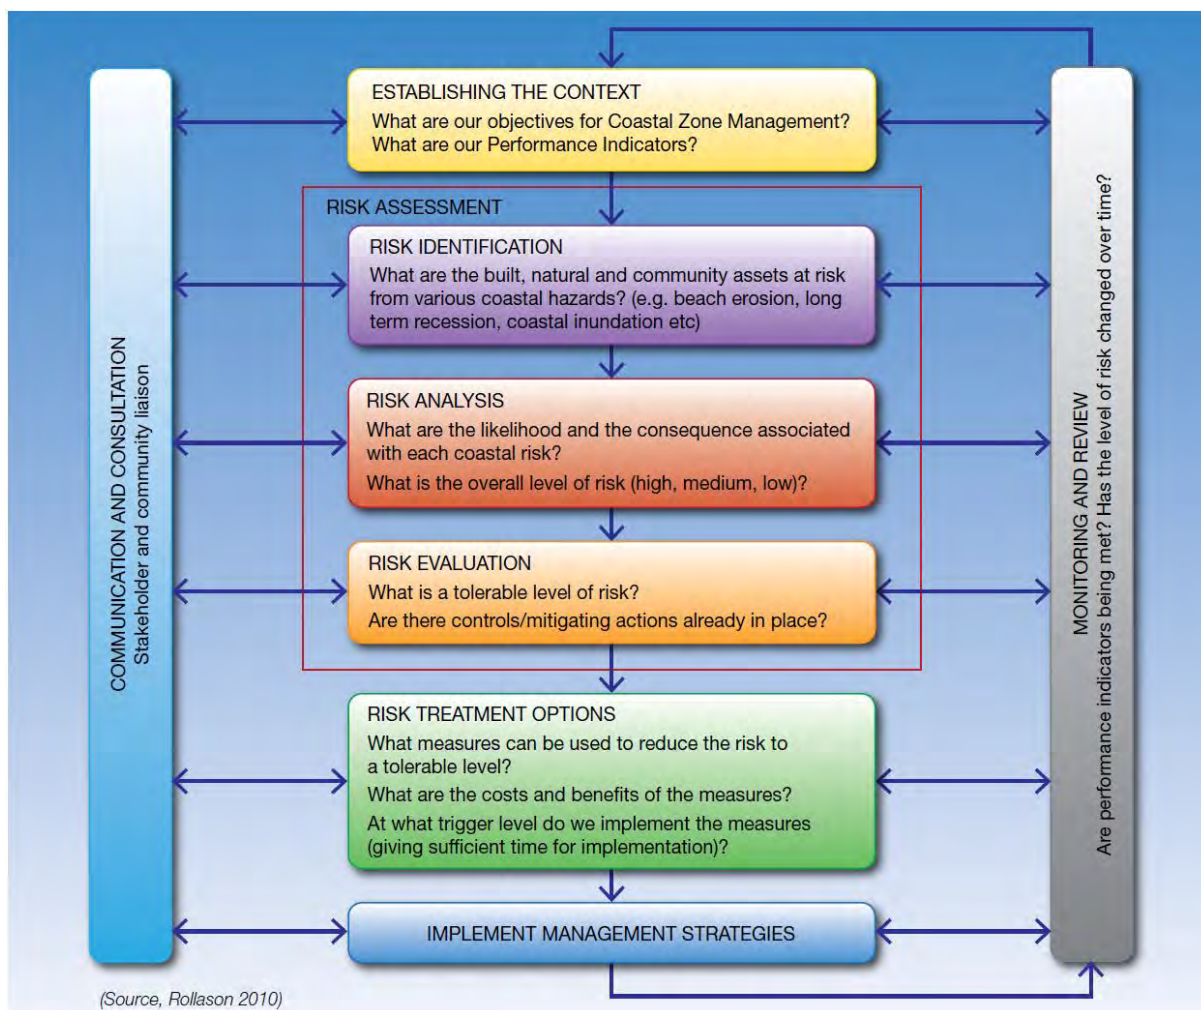 ESTABLISHING THE CONTEXT
What are our objectives for Coastal Zone Management?
What are our Performance Indicators?
RISK ASSESSMENT
RISK IDENTIFICATION
What are the built, natural and community assets at risk
from various coastal hazards? (e.g. beach erosion, long
term recession, coastal inundation etc)
RISK ANALYSIS
What are the likelihood and the consequence associated
with each coastal risk?
What is the overall level of risk (high, medium, low)?
RISK EVALUATION
What is a tolerable level of risk?
Are there controls/mitigating actions already in place?
RISK TREATMENT OPTIONS
What measures can be used to reduce the risk to
a tolerable level?
What are the costs and benefits of the measures?
At what trigger level do we implement the measures
(giving sufficient time for implementation)?
IMPLEMENT MANAGEMENT STRATEGIES
COMMUNICATION AND CONSULTATION
Stakeholder and community liaison
MONITORING AND REVIEW
Are performance indicators being met? Has the level of risk changed over time?
(Source, Rollason 2010)